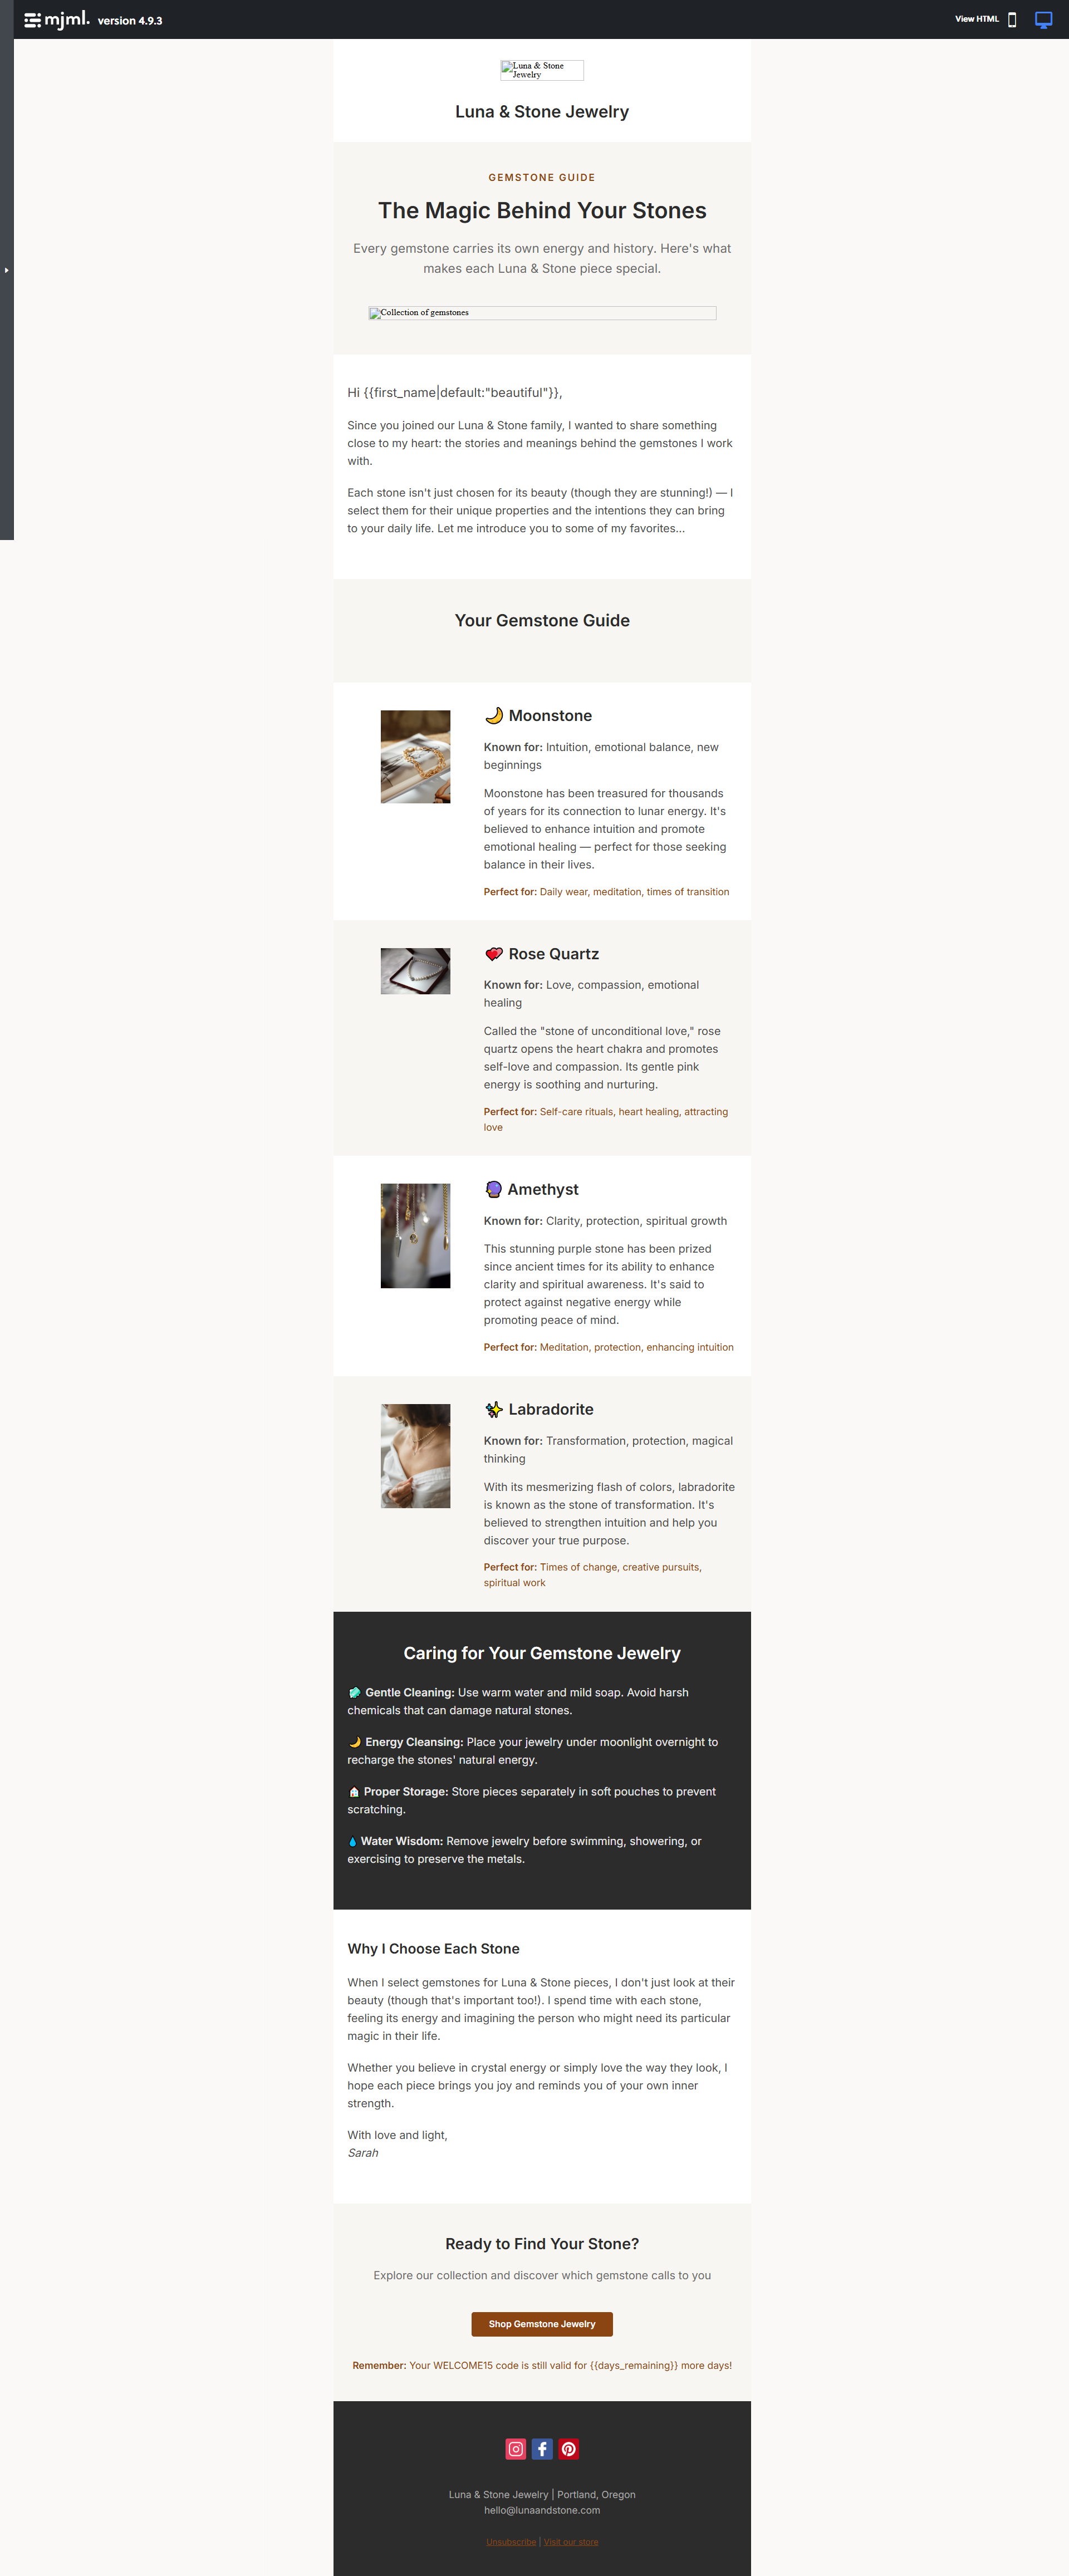 mjml. version 4.9.3
View HTML
Luna & Stone
Jewelry
Luna & Stone Jewelry
GEMSTONE GUIDE
The Magic Behind Your Stones
Every gemstone carries its own energy and history. Here's what
makes each Luna & Stone piece special.
Collection of gemstones
Hi {{first_name|default:"beautiful"}},
Since you joined our Luna & Stone family, I wanted to share something
close to my heart: the stories and meanings behind the gemstones I work
with.
Each stone isn't just chosen for its beauty (though they are stunning!) — I
select them for their unique properties and the intentions they can bring
to your daily life. Let me introduce you to some of my favorites...
Your Gemstone Guide
🌙 Moonstone
Known for: Intuition, emotional balance, new
beginnings
Moonstone has been treasured for thousands
of years for its connection to lunar energy. It's
believed to enhance intuition and promote
emotional healing — perfect for those seeking
balance in their lives.
Perfect for: Daily wear, meditation, times of transition
💕 Rose Quartz
Known for: Love, compassion, emotional
healing
Called the "stone of unconditional love," rose
quartz opens the heart chakra and promotes
self-love and compassion. Its gentle pink
energy is soothing and nurturing.
Perfect for: Self-care rituals, heart healing, attracting
love
🔮 Amethyst
Known for: Clarity, protection, spiritual growth
This stunning purple stone has been prized
since ancient times for its ability to enhance
clarity and spiritual awareness. It's said to
protect against negative energy while
promoting peace of mind.
Perfect for: Meditation, protection, enhancing intuition
✨ Labradorite
Known for: Transformation, protection, magical
thinking
With its mesmerizing flash of colors, labradorite
is known as the stone of transformation. It's
believed to strengthen intuition and help you
discover your true purpose.
Perfect for: Times of change, creative pursuits,
spiritual work
Caring for Your Gemstone Jewelry
🧼 Gentle Cleaning: Use warm water and mild soap. Avoid harsh
chemicals that can damage natural stones.
🌙 Energy Cleansing: Place your jewelry under moonlight overnight to
recharge the stones' natural energy.
🏠 Proper Storage: Store pieces separately in soft pouches to prevent
scratching.
💧 Water Wisdom: Remove jewelry before swimming, showering, or
exercising to preserve the metals.
Why I Choose Each Stone
When I select gemstones for Luna & Stone pieces, I don't just look at their
beauty (though that's important too!). I spend time with each stone,
feeling its energy and imagining the person who might need its particular
magic in their life.
Whether you believe in crystal energy or simply love the way they look, I
hope each piece brings you joy and reminds you of your own inner
strength.
With love and light,
Sarah
Ready to Find Your Stone?
Explore our collection and discover which gemstone calls to you
Shop Gemstone Jewelry
Remember: Your WELCOME15 code is still valid for {{days_remaining}} more days!
Luna & Stone Jewelry | Portland, Oregon
hello@lunaandstone.com
Unsubscribe | Visit our store